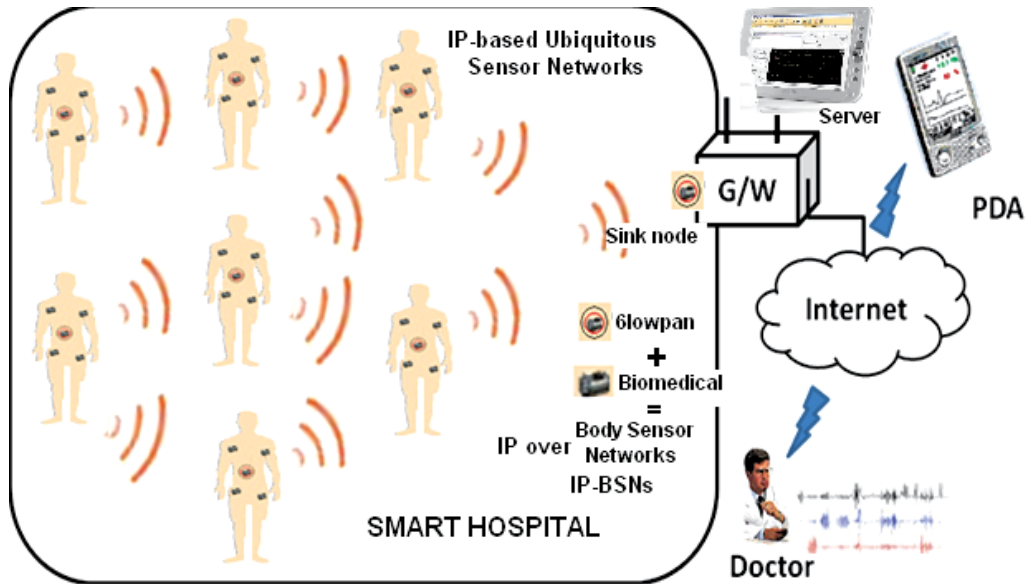 IP-based Ubiquitous
Sensor Networks
Server
G/W
PDA
Sink node
Internet
6lowpan
+
Biomedical
=
IP over Body Sensor
Networks
IP-BSNs
SMART HOSPITAL
Doctor